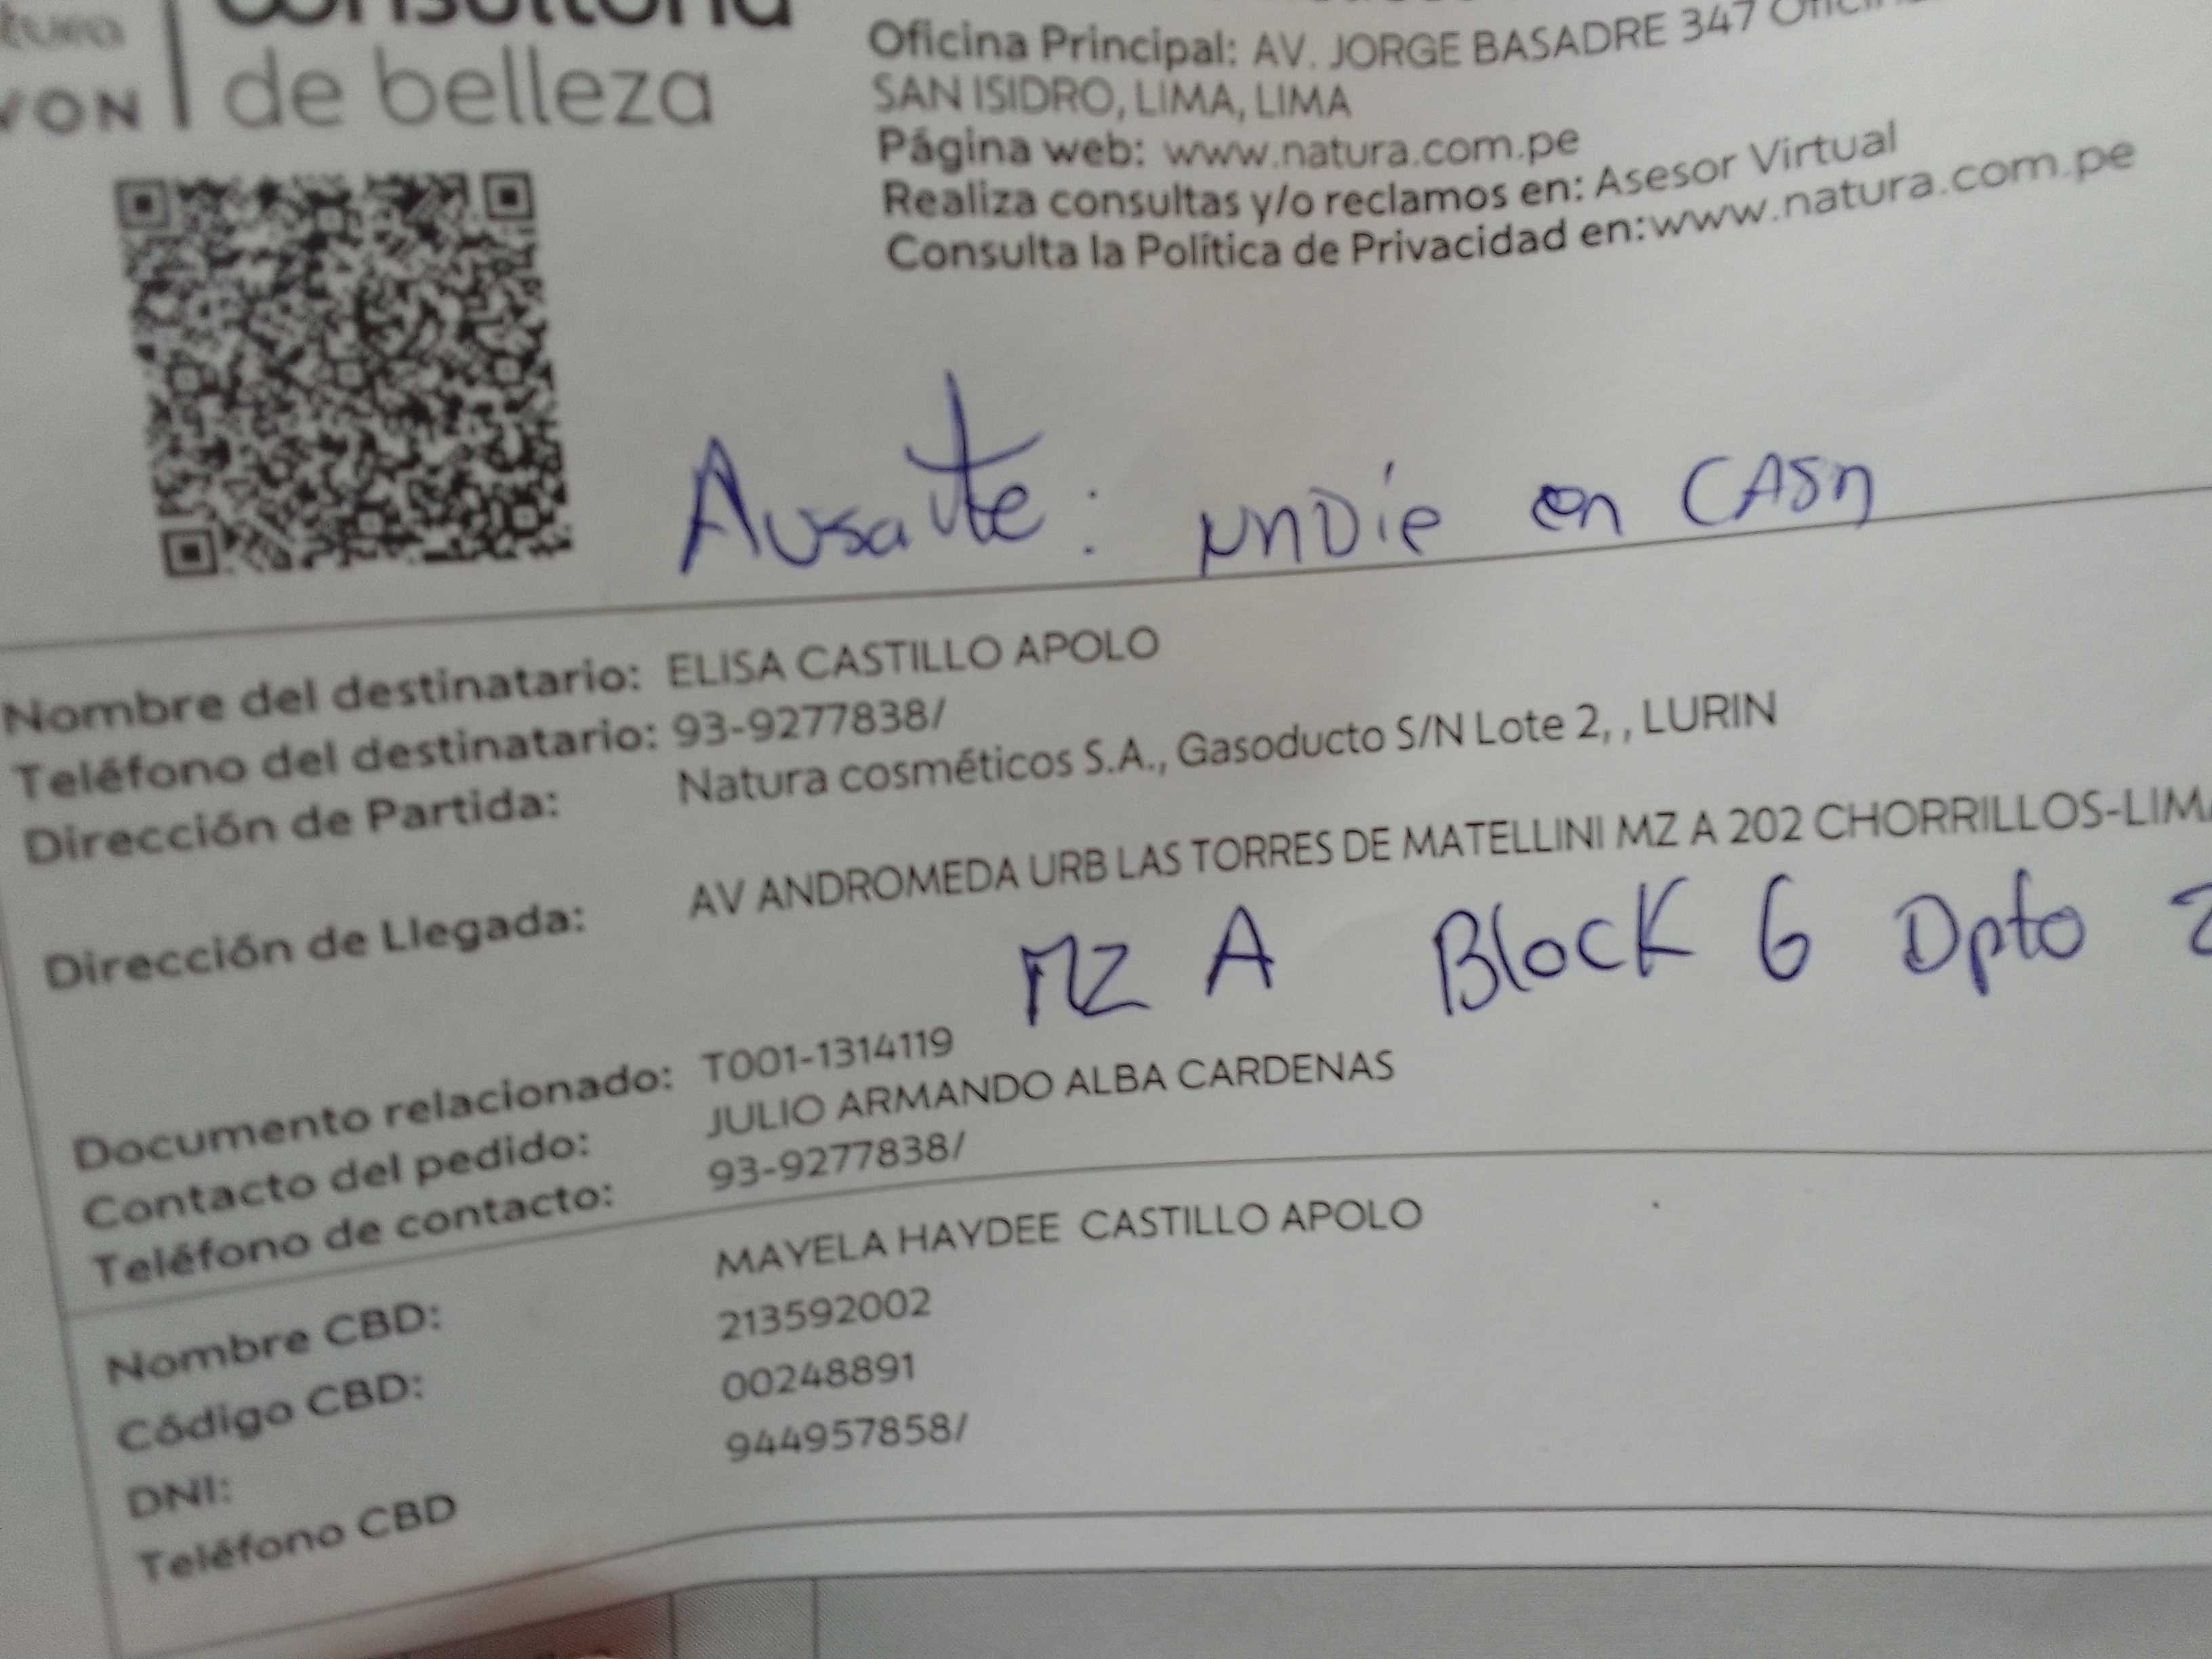 Consultoría
de belleza
Oficina Principal: AV. JORGE BASADRE 347
SAN ISIDRO, LIMA, LIMA
Página web: www.natura.com.pe
Realiza consultas y/o reclamos en: Asesor Virtual
Consulta la Política de Privacidad en:www.natura.com.pe
Ausante: nndie en CASA
Nombre del destinatario: ELISA CASTILLO APOLO
Teléfono del destinatario: 93-9277838/
Dirección de Partida: Natura cosméticos S.A., Gasoducto S/N Lote 2, , LURIN
Dirección de Llegada: AV ANDROMEDA URB LAS TORRES DE MATELLINI MZ A 202 CHORRILLOS-LIMA
MZ A Block 6 Dpto 2
Documento relacionado: T001-1314119
Contacto del pedido: JULIO ARMANDO ALBA CARDENAS
Teléfono de contacto: 93-9277838/
Nombre CBD: MAYELA HAYDEE CASTILLO APOLO
Código CBD: 213592002
DNI: 00248891
Teléfono CBD 944957858/